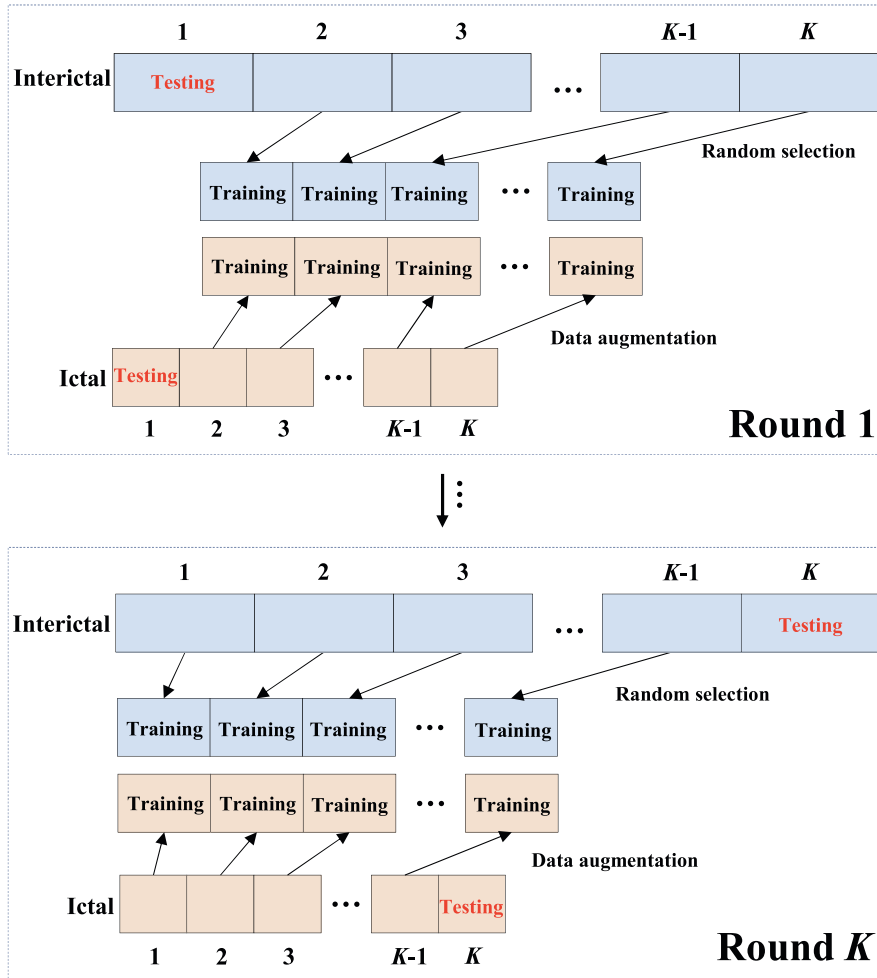 1 2 3 K-1 K
Interictal Testing ...
Random selection
Training Training Training ... Training
Training Training Training ... Training
Data augmentation
Ictal Testing ...
1 2 3 K-1 K
Round 1
...
1 2 3 K-1 K
Interictal ... Testing
Random selection
Training Training Training ... Training
Training Training Training ... Training
Data augmentation
Ictal ... Testing
1 2 3 K-1 K
Round K